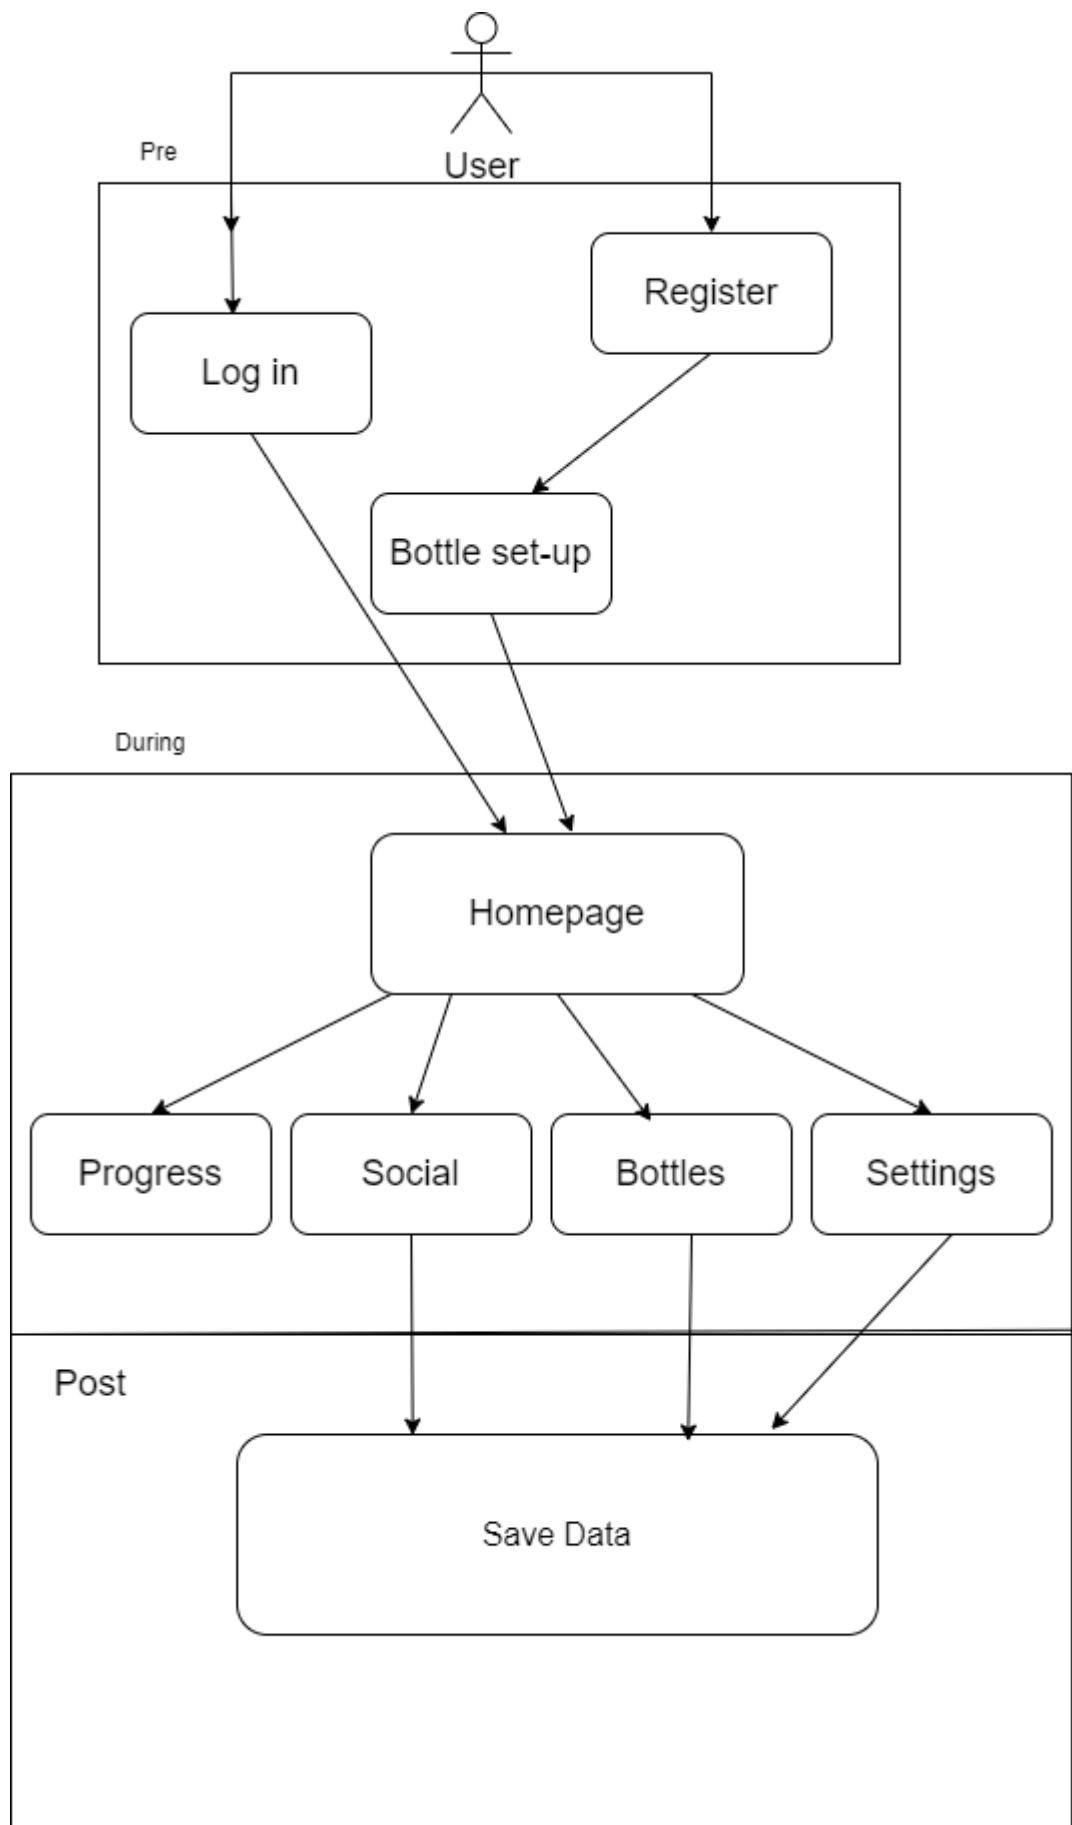 Pre
User
Register
Log in
Bottle set-up
During
Homepage
Progress
Social
Bottles
Settings
Post
Save Data